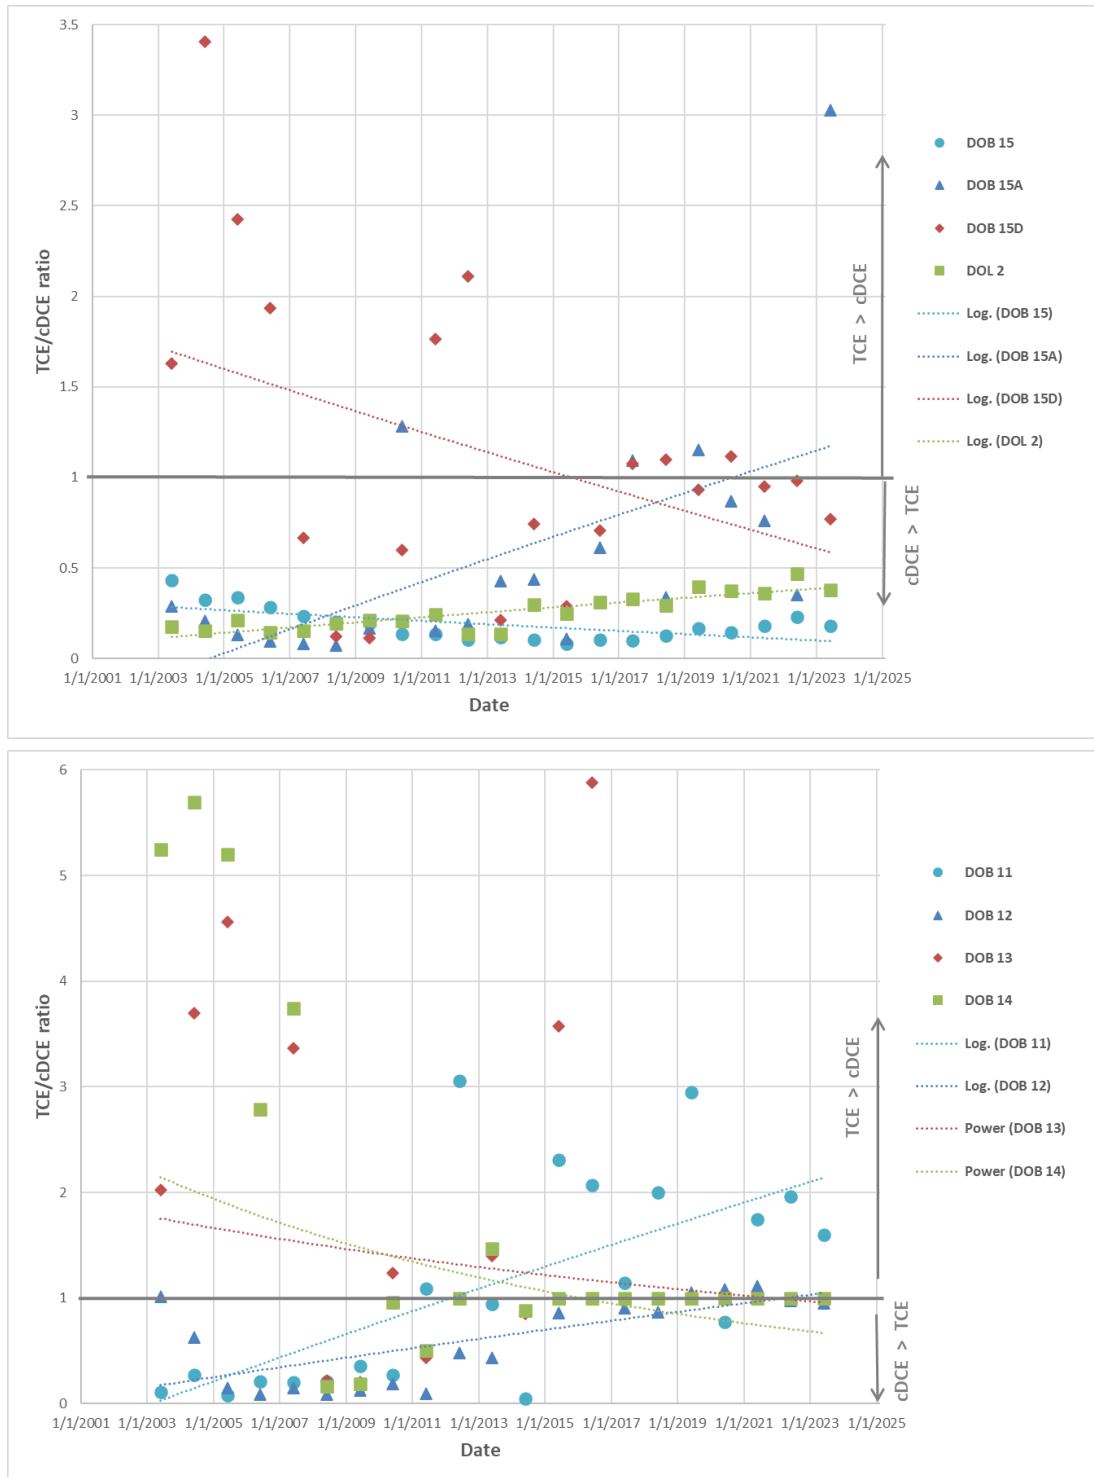 3.5
3
2.5
2
1.5
1
0.5
0
TCE/cDCE ratio
1/1/2001 1/1/2003 1/1/2005 1/1/2007 1/1/2009 1/1/2011 1/1/2013 1/1/2015 1/1/2017 1/1/2019 1/1/2021 1/1/2023 1/1/2025
Date
TCE > cDCE
cDCE > TCE
DOB 15
DOB 15A
DOB 15D
DOL 2
Log. (DOB 15)
Log. (DOB 15A)
Log. (DOB 15D)
Log. (DOL 2)
6
5
4
3
2
1
0
TCE/cDCE ratio
1/1/2001 1/1/2003 1/1/2005 1/1/2007 1/1/2009 1/1/2011 1/1/2013 1/1/2015 1/1/2017 1/1/2019 1/1/2021 1/1/2023 1/1/2025
Date
TCE > cDCE
cDCE > TCE
DOB 11
DOB 12
DOB 13
DOB 14
Log. (DOB 11)
Log. (DOB 12)
Power (DOB 13)
Power (DOB 14)